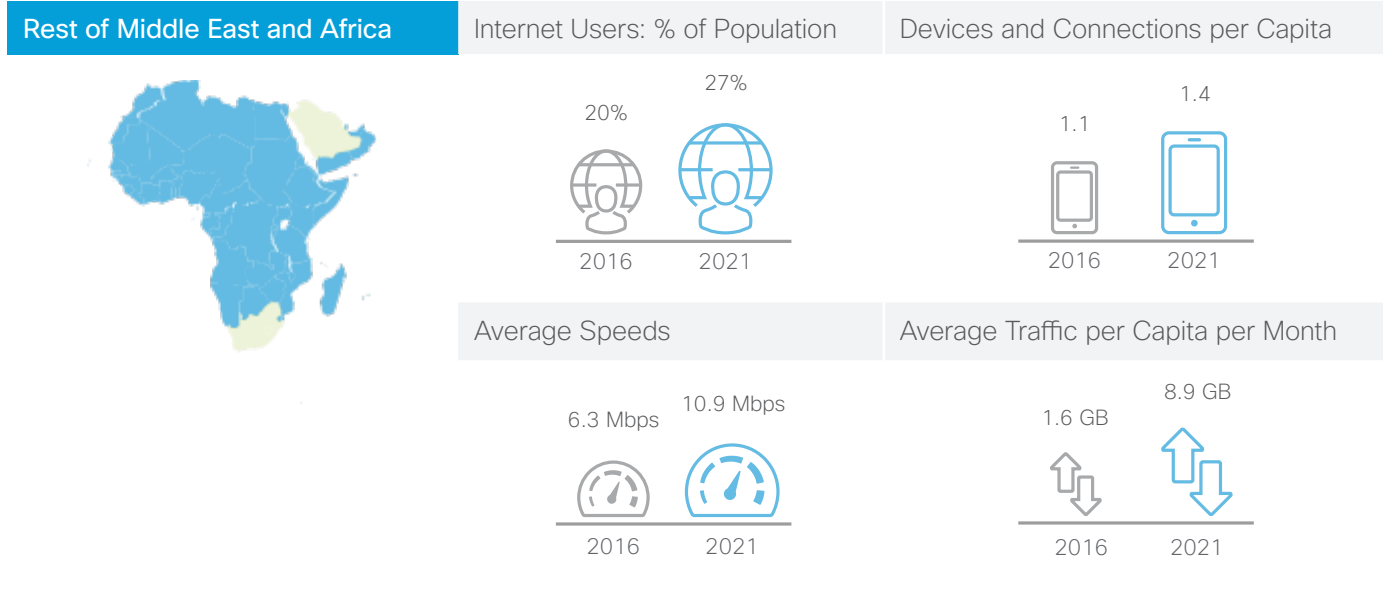 Rest of Middle East and Africa
Internet Users: % of Population
Devices and Connections per Capita
20%
27%
2016
2021
1.1
1.4
2016
2021
Average Speeds
Average Traffic per Capita per Month
6.3 Mbps
10.9 Mbps
2016
2021
1.6 GB
8.9 GB
2016
2021